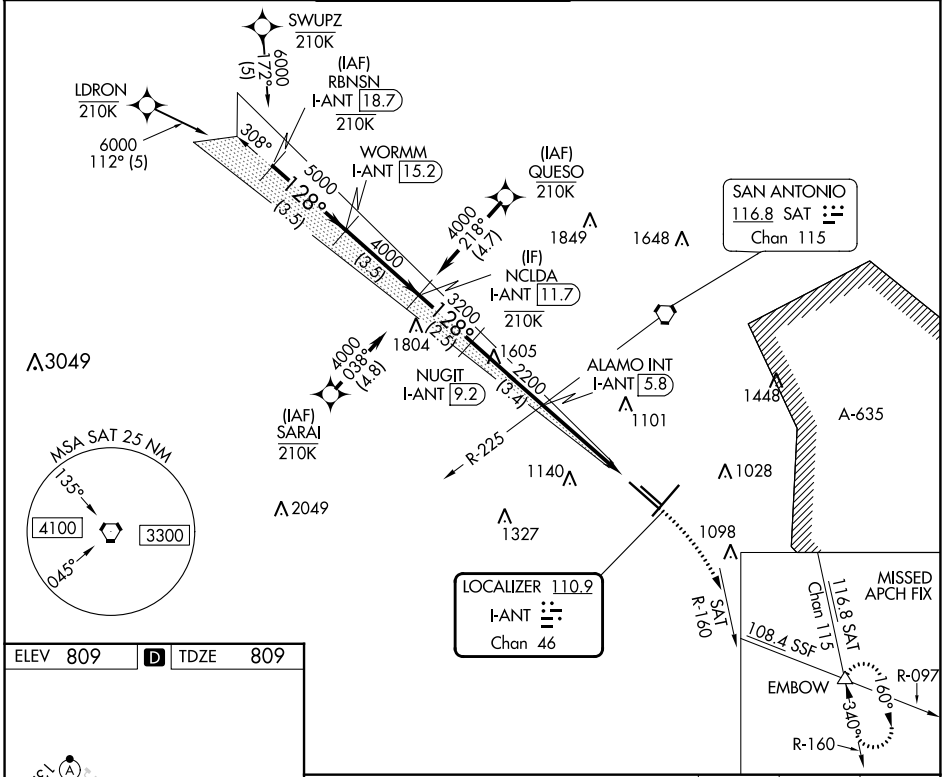 SWUPZ
210K
6000
172°
(5)
LDRON
210K
6000
112° (5)
(IAF)
RBNSN
I-ANT 18.7
210K
308°
WORMM
I-ANT 15.2
5000
128°
(3.5)
(IAF)
QUESO
210K
4000
218°
(4.7)
1849
1648
SAN ANTONIO
116.8 SAT
Chan 115
4000
(3.5)
(IF)
NCLDA
I-ANT 11.7
210K
3200
128°
(2.5)
1804
1605
2200
(3.4)
NUGIT
I-ANT 9.2
ALAMO INT
I-ANT 5.8
1101
1448
A-635
3049
4000
038°
(4.8)
(IAF)
SARAI
210K
R-225
MSA SAT 25 NM
135°
4100
3300
045°
2049
1140
1327
1028
1098
LOCALIZER 110.9
I-ANT
Chan 46
SAT
R-160
MISSED
APCH FIX
116.8 SAT
Chan 115
108.4 SSF
EMBOW
R-097
160°
340°
R-160
ELEV 809
D
TDZE 809
A